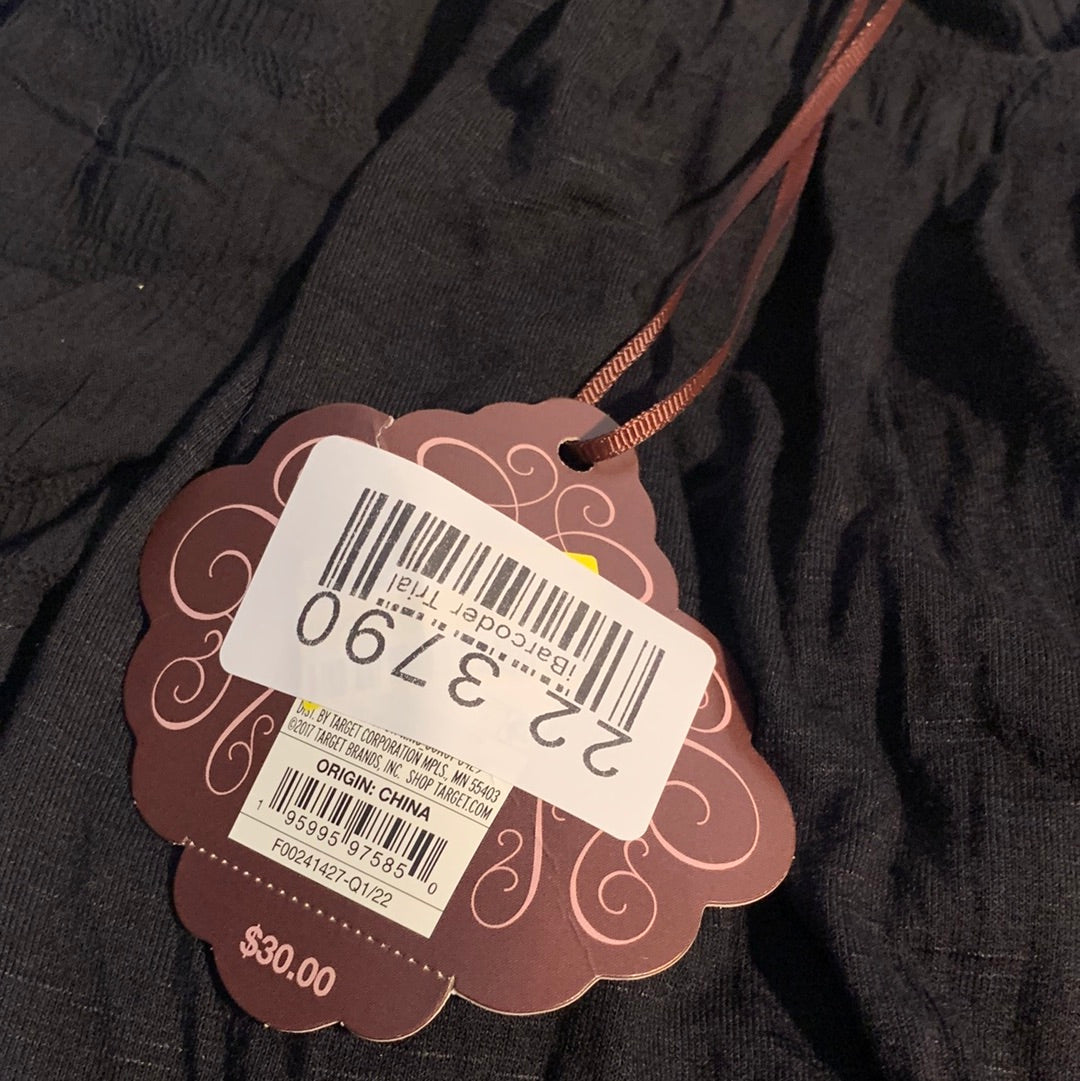 iBarcoder Trial
22 3790
DIST. BY TARGET CORPORATION MPLS, MN 55403
©2017 TARGET BRANDS, INC. SHOP TARGET.COM
ORIGIN: CHINA
1 95995 97585 0
F00241427-Q1/22
$30.00